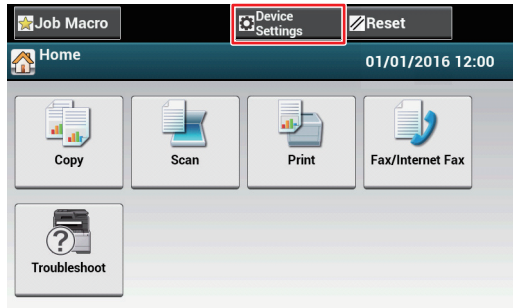 Job Macro
Device
Settings
Reset
Home
01/01/2016 12:00
Copy
Scan
Print
Fax/Internet Fax
Troubleshoot